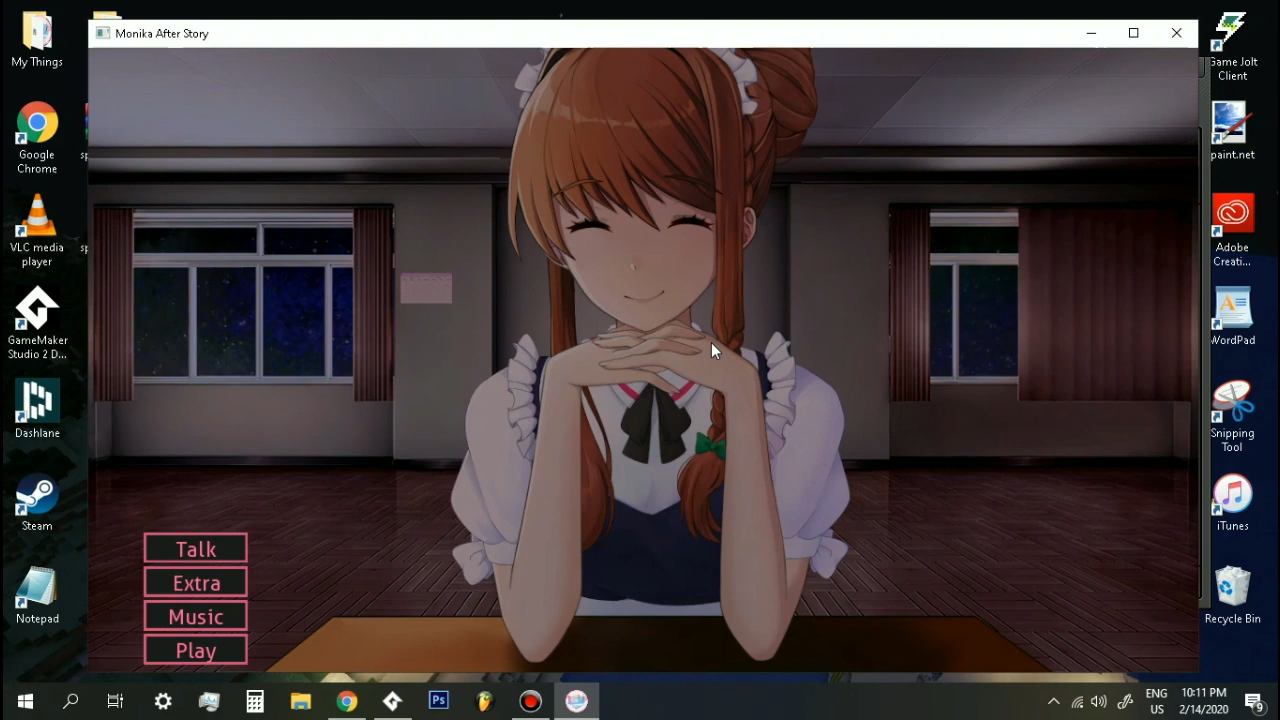 Monika After Story
My Things
Google
Chrome
VLC media
player
GameMaker
Studio 2 D...
Dashlane
Steam
Notepad
Game Jolt
Client
paint.net
Adobe
Creati...
WordPad
Snipping
Tool
iTunes
Recycle Bin
Talk
Extra
Music
Play
Ps
ENG
US
10:11 PM
2/14/2020
9